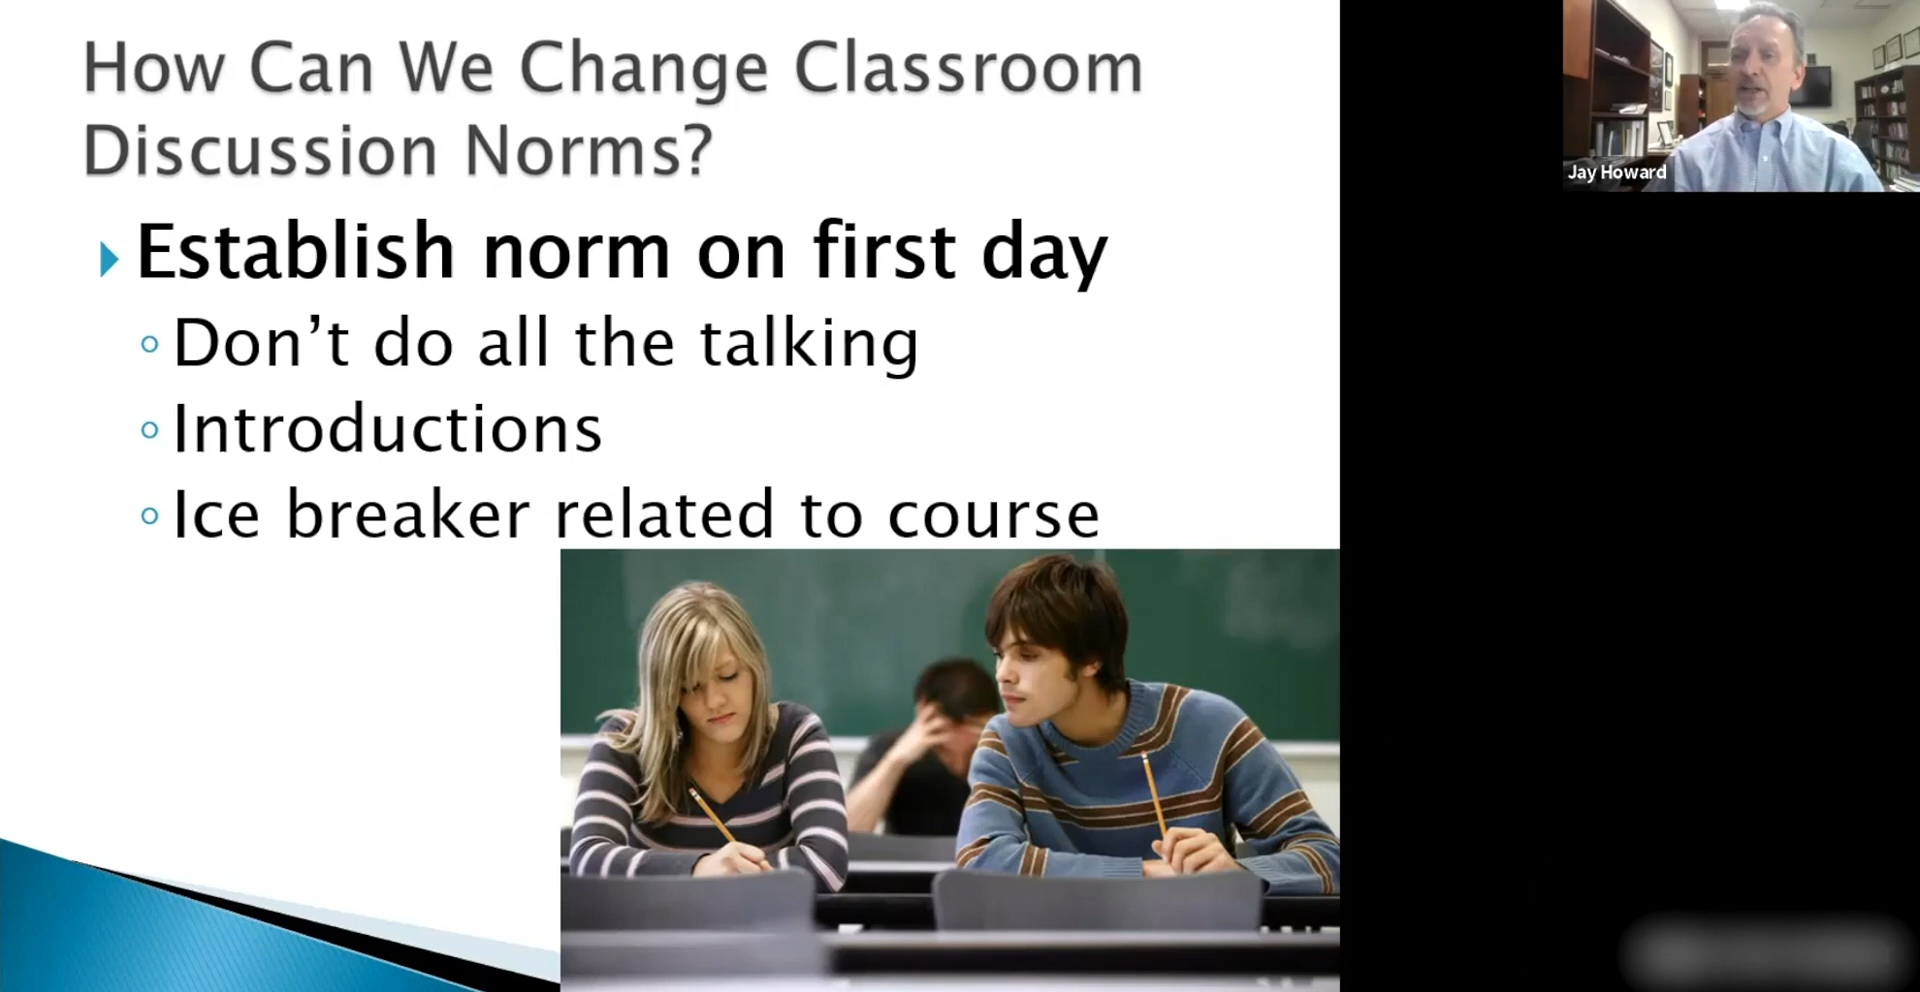 How Can We Change Classroom
Discussion Norms?
Establish norm on first day
Don’t do all the talking
Introductions
Ice breaker related to course
Jay Howard